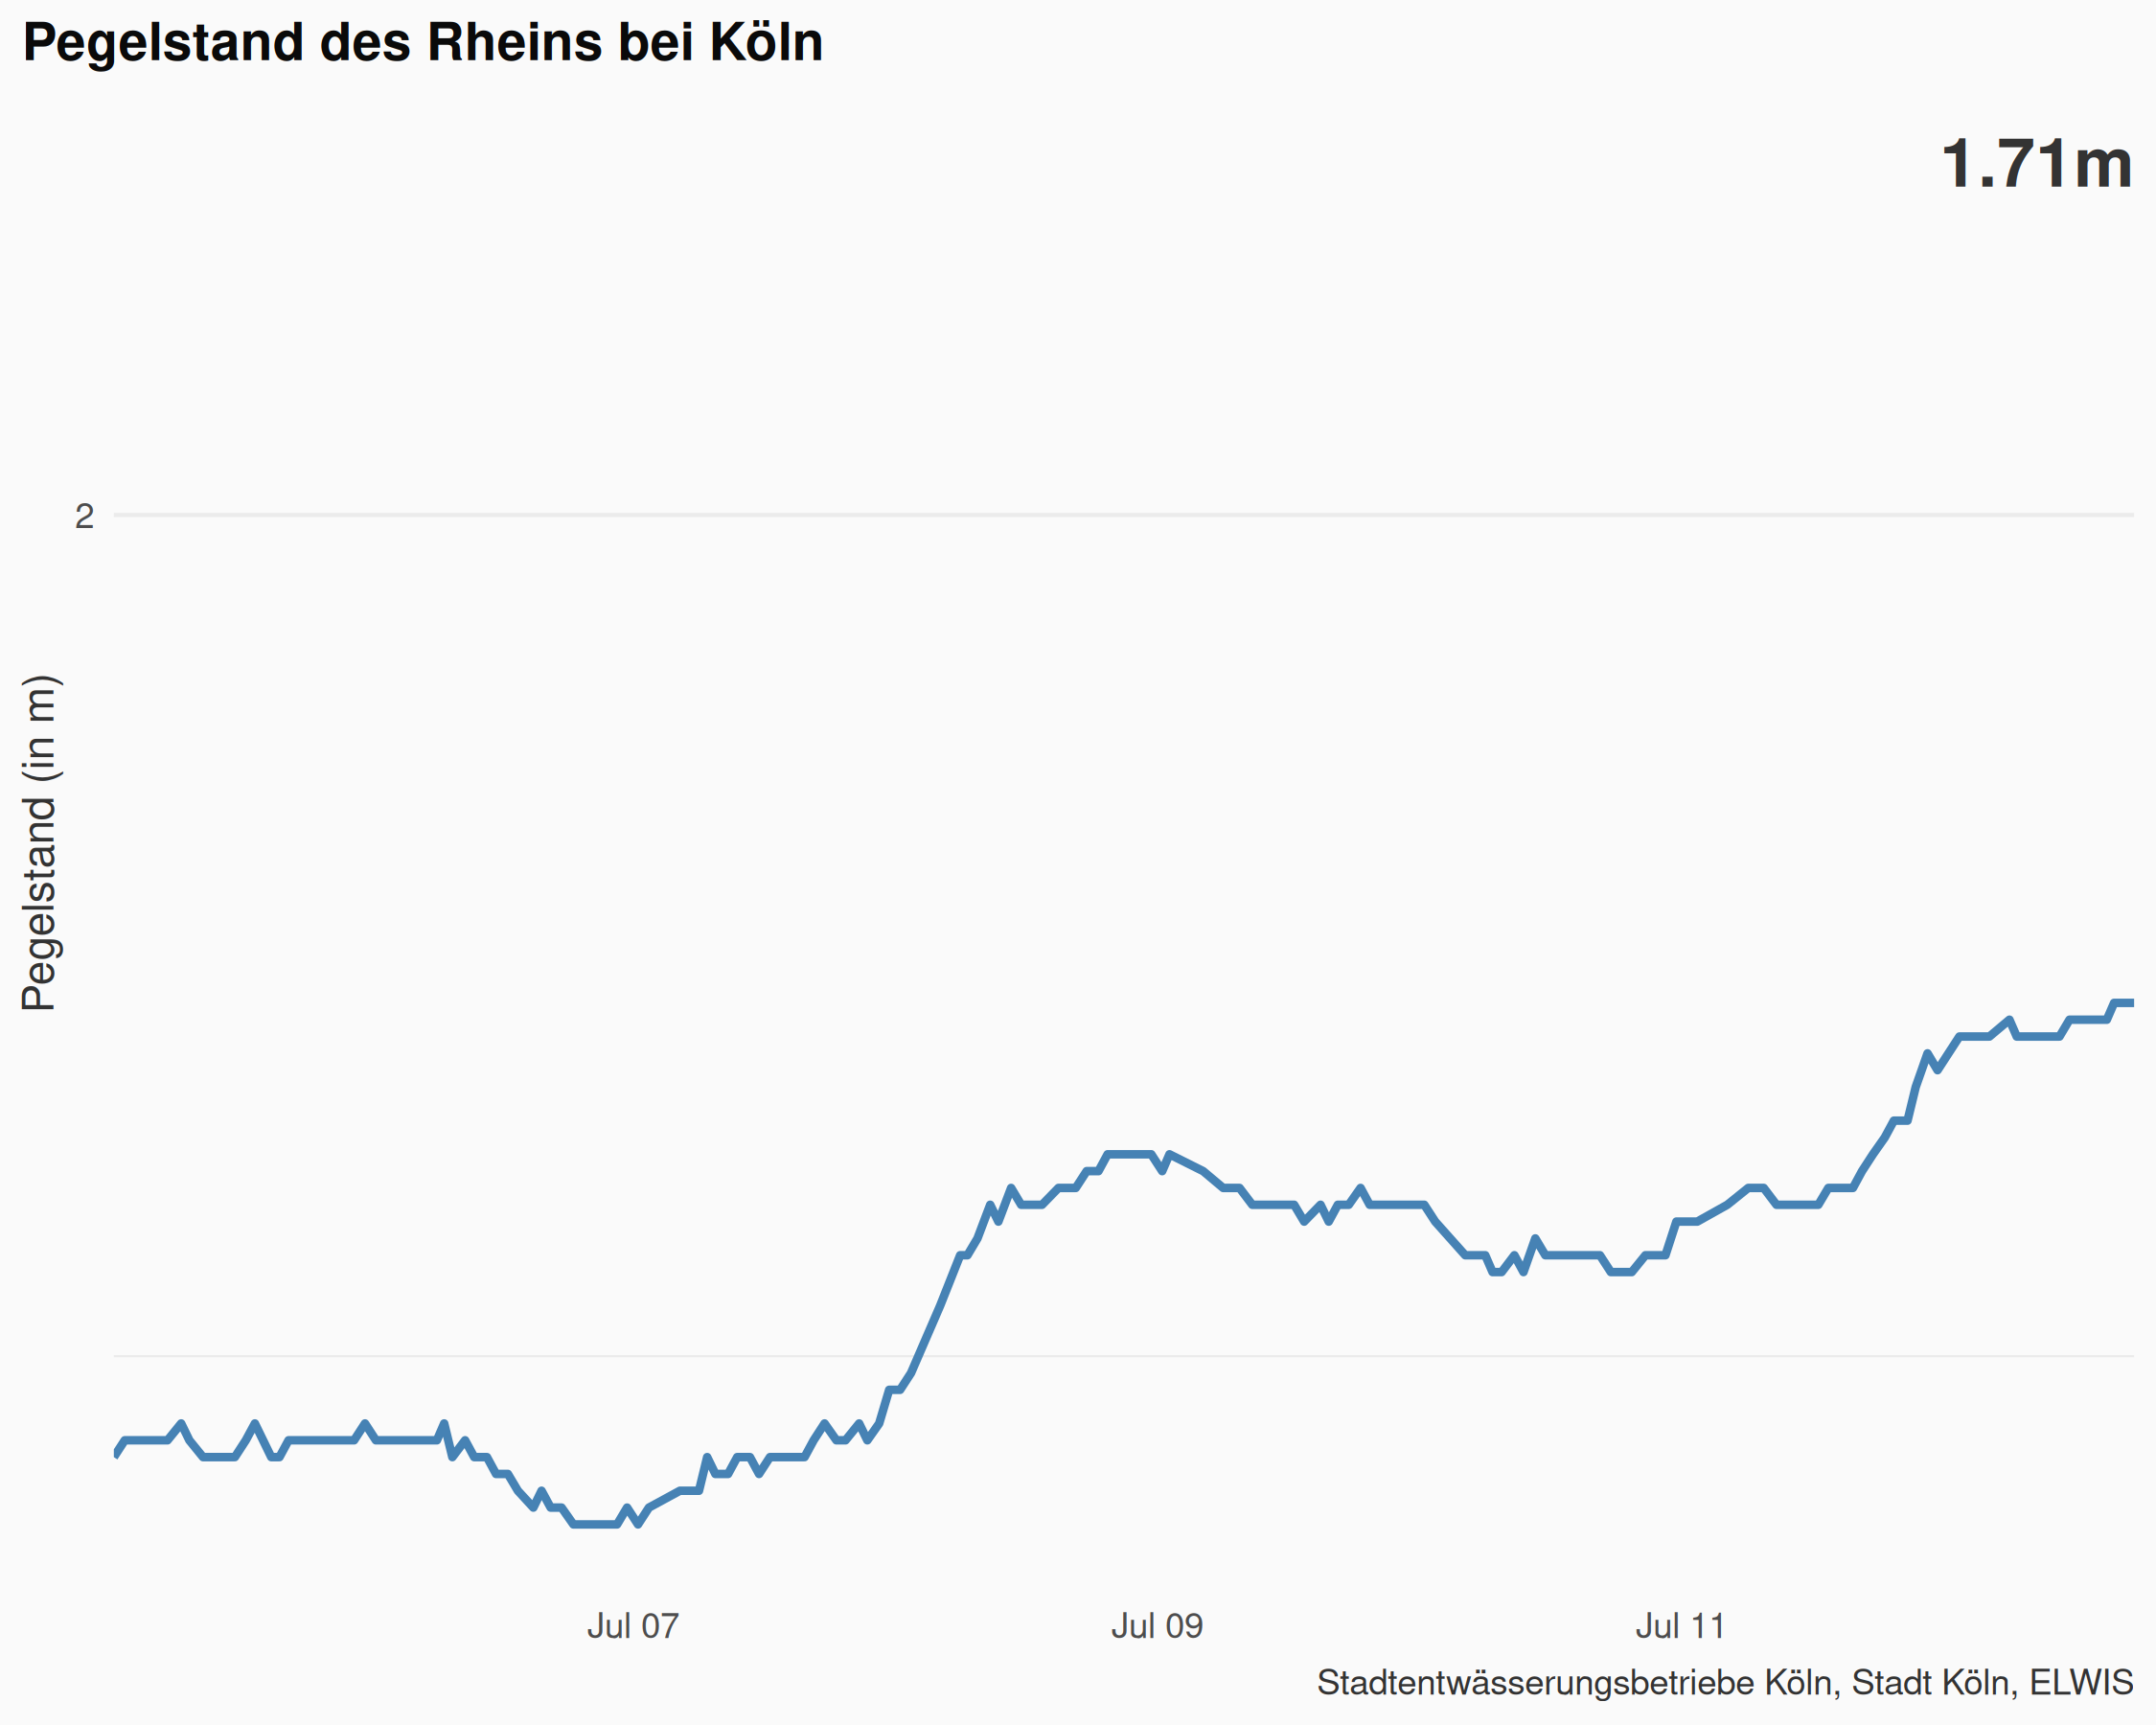 Pegelstand des Rheins bei Köln
1.71m
2
Pegelstand (in m)
Jul 07
Jul 09
Jul 11
Stadtentwässerungsbetriebe Köln, Stadt Köln, ELWIS